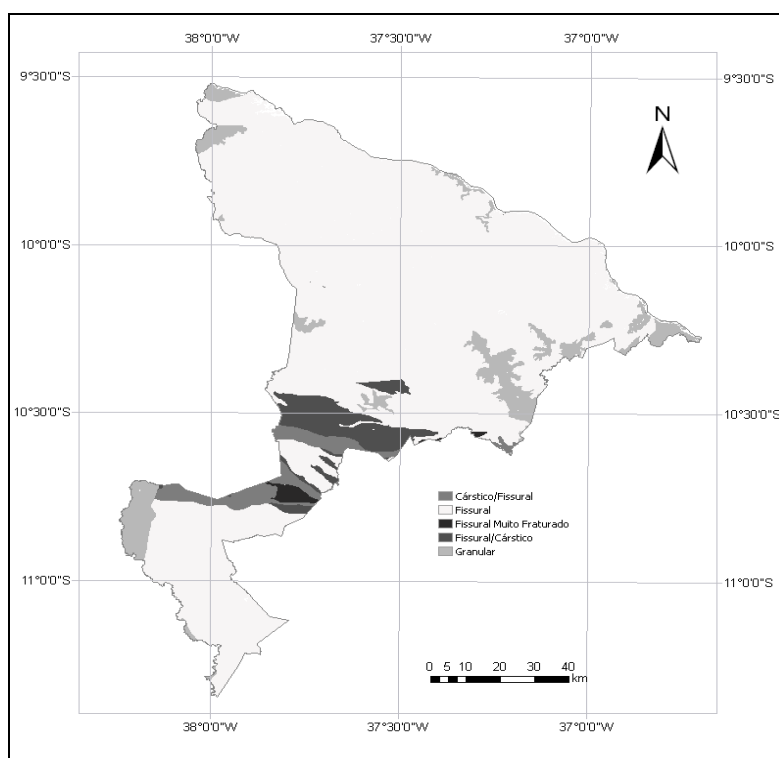 38°0'0"W 37°30'0"W 37°0'0"W
9°30'0"S 9°30'0"S
N
10°0'0"S 10°0'0"S
10°30'0"S 10°30'0"S
Cárstico/Fissural
Fissural
Fissural Muito Fraturado
Fissural/Cárstico
Granular
11°0'0"S 11°0'0"S
0 5 10 20 30 40
km
38°0'0"W 37°30'0"W 37°0'0"W